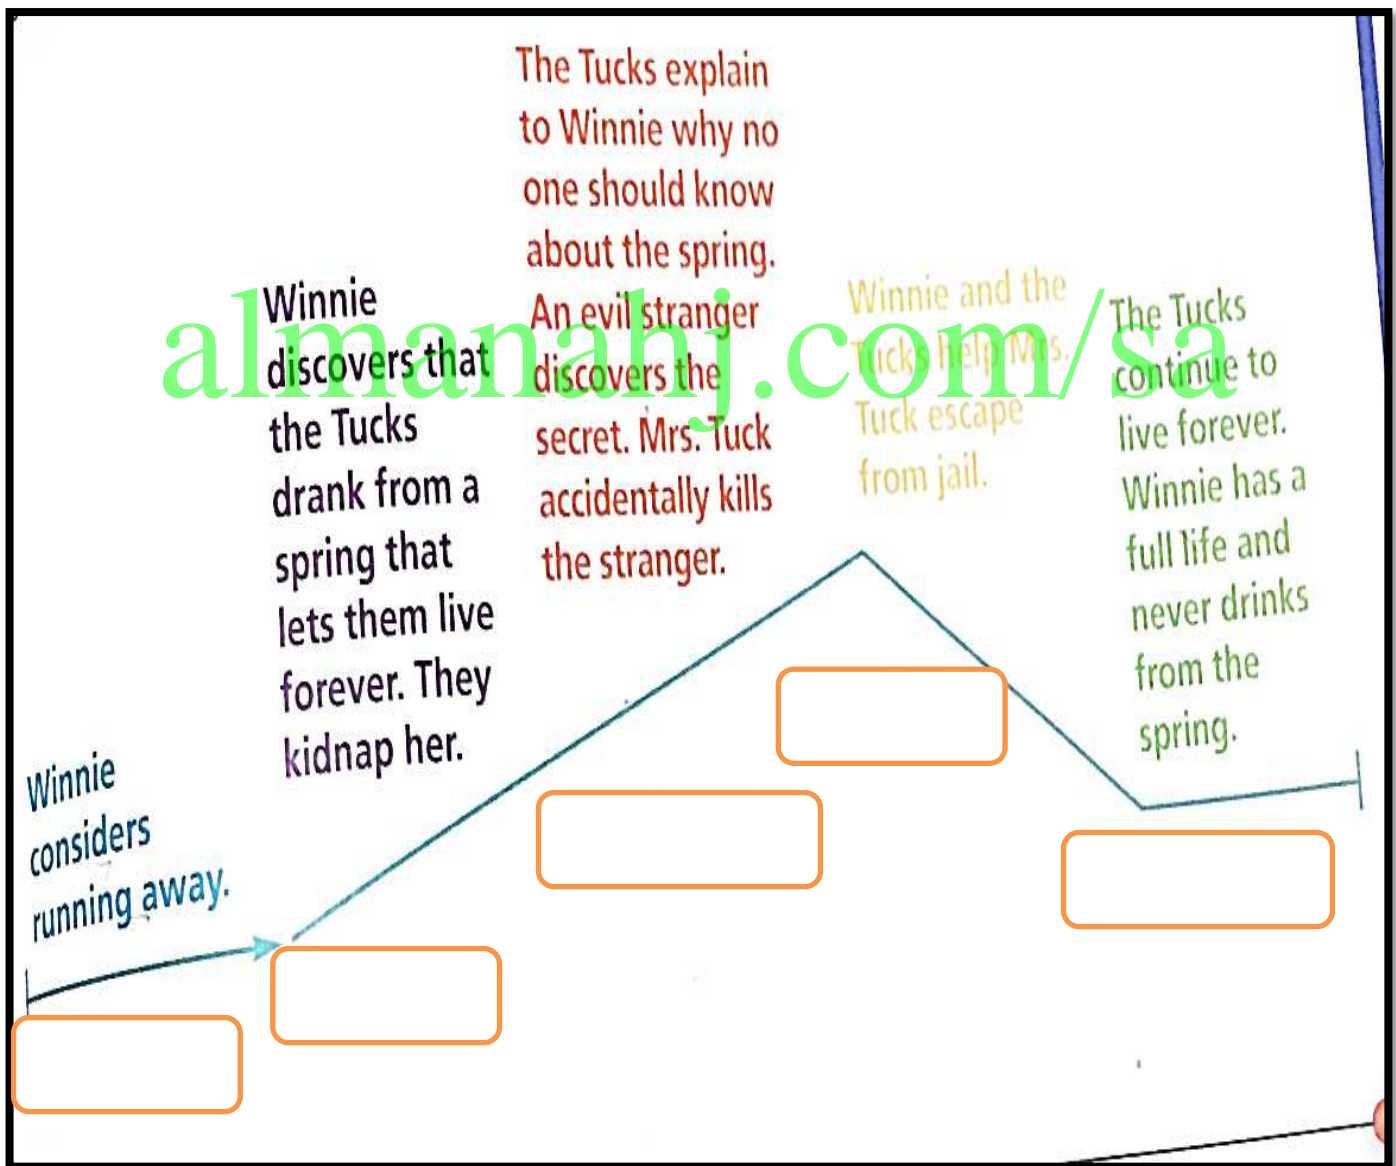 The Tucks explain
to Winnie why no
one should know
about the spring.
An evil stranger
discovers the
secret. Mrs. Tuck
accidentally kills
the stranger.
Winnie
discovers that
the Tucks
drank from a
spring that
lets them live
forever. They
kidnap her.
Winnie and the
Tucks help Mrs.
Tuck escape
from jail.
The Tucks
continue to
live forever.
Winnie has a
full life and
never drinks
from the
spring.
Winnie
considers
running away.
almanahj.com/sa